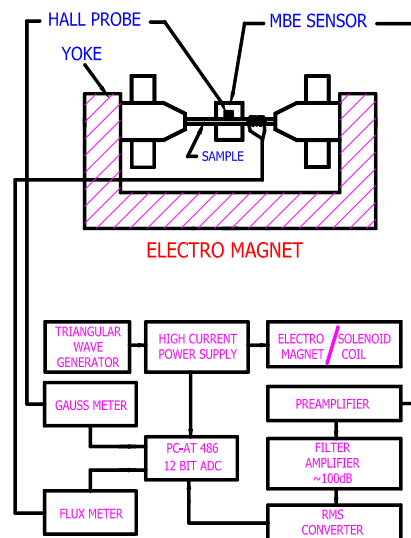 HALL PROBE
MBE SENSOR
YOKE
SAMPLE
ELECTRO MAGNET
TRIANGULAR
WAVE
GENERATOR
HIGH CURRENT
POWER SUPPLY
ELECTRO / SOLENOID
MAGNET COIL
GAUSS METER
PREAMPLIFIER
PC-AT 486
12 BIT ADC
FILTER
AMPLIFIER
~100dB
FLUX METER
RMS
CONVERTER